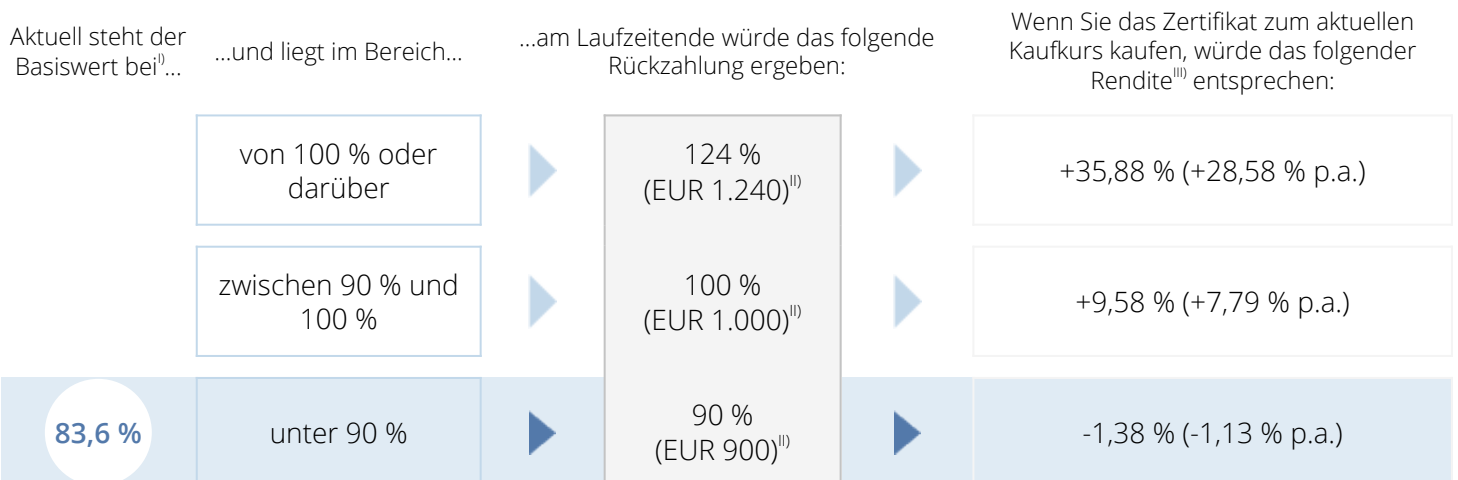 Aktuell steht der
Basiswert bei^I)...
...und liegt im Bereich...
...am Laufzeitende würde das folgende
Rückzahlung ergeben:
Wenn Sie das Zertifikat zum aktuellen
Kaufkurs kaufen, würde das folgender
Rendite^III) entsprechen:
von 100 % oder
darüber
124 %
(EUR 1.240)^II)
+35,88 % (+28,58 % p.a.)
zwischen 90 % und
100 %
100 %
(EUR 1.000)^II)
+9,58 % (+7,79 % p.a.)
83,6 %
unter 90 %
90 %
(EUR 900)^II)
-1,38 % (-1,13 % p.a.)